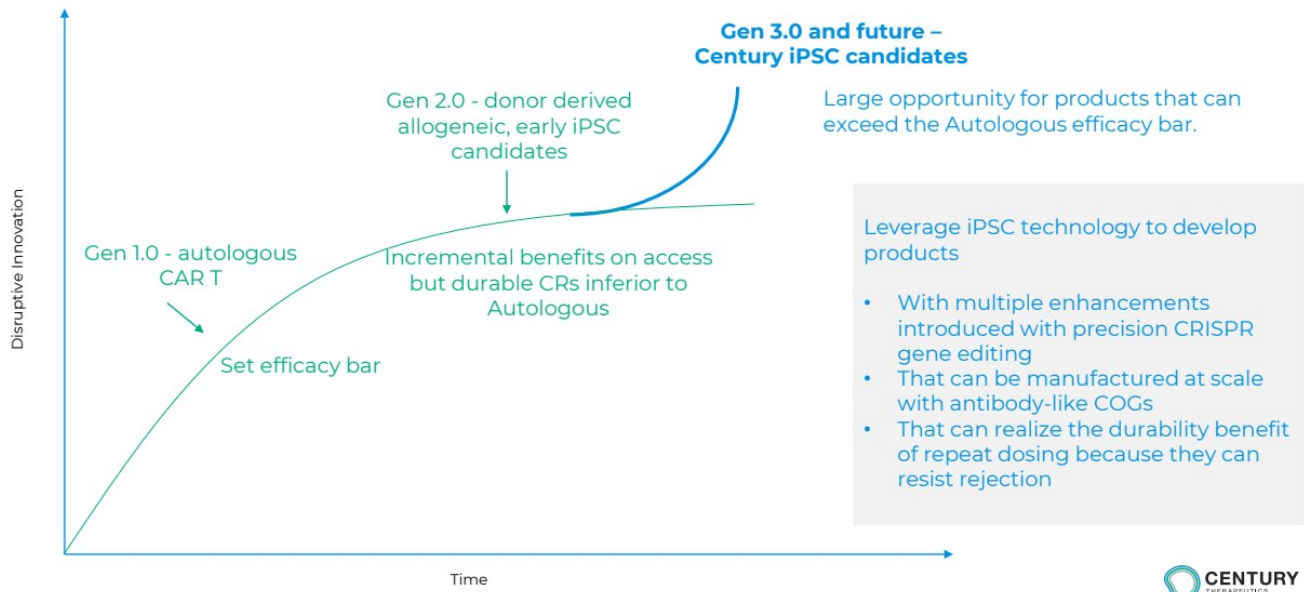 Gen 3.0 and future –
Century iPSC candidates
Gen 2.0 - donor derived
allogeneic, early iPSC
candidates
Large opportunity for products that can
exceed the Autologous efficacy bar.
Disruptive Innovation
Gen 1.0 - autologous
CAR T
Incremental benefits on access
but durable CRs inferior to
Autologous
Set efficacy bar
Leverage iPSC technology to develop
products
• With multiple enhancements
introduced with precision CRISPR
gene editing
• That can be manufactured at scale
with antibody-like COGs
• That can realize the durability benefit
of repeat dosing because they can
resist rejection
Time
CENTURY
THERAPEUTICS